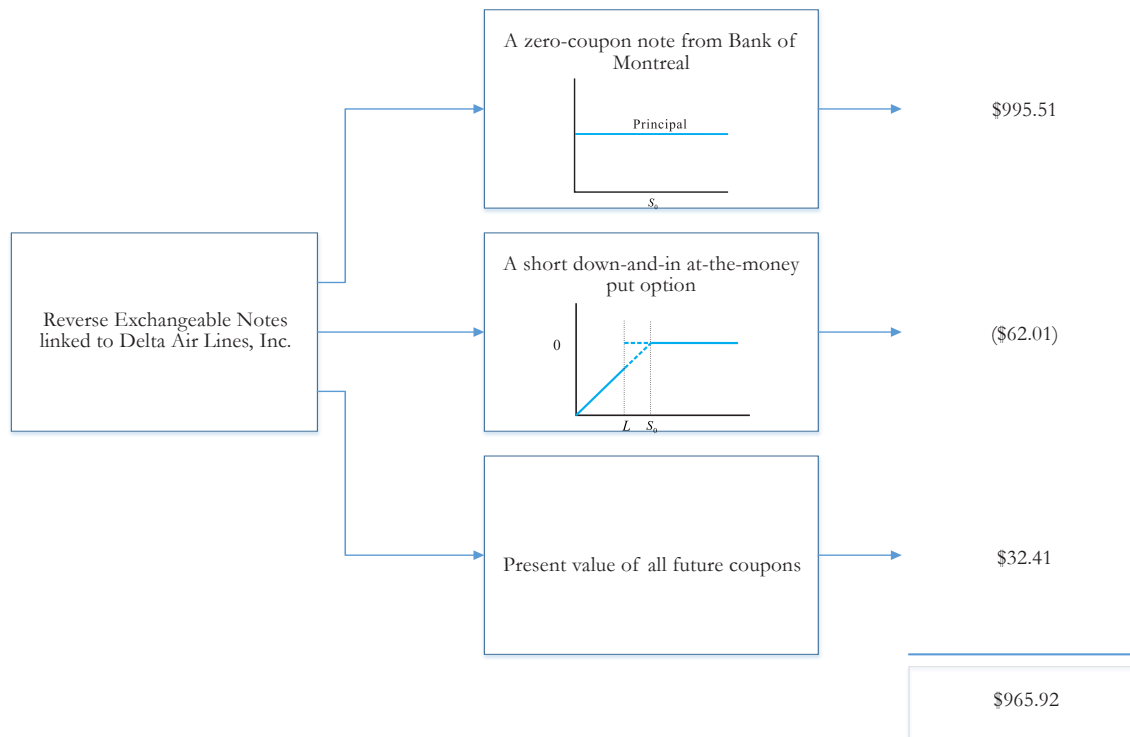 A zero-coupon note from Bank of
Montreal
Principal
S₀
$995.51
Reverse Exchangeable Notes
linked to Delta Air Lines, Inc.
A short down-and-in at-the-money
put option
0
L S₀
($62.01)
Present value of all future coupons
$32.41
$965.92